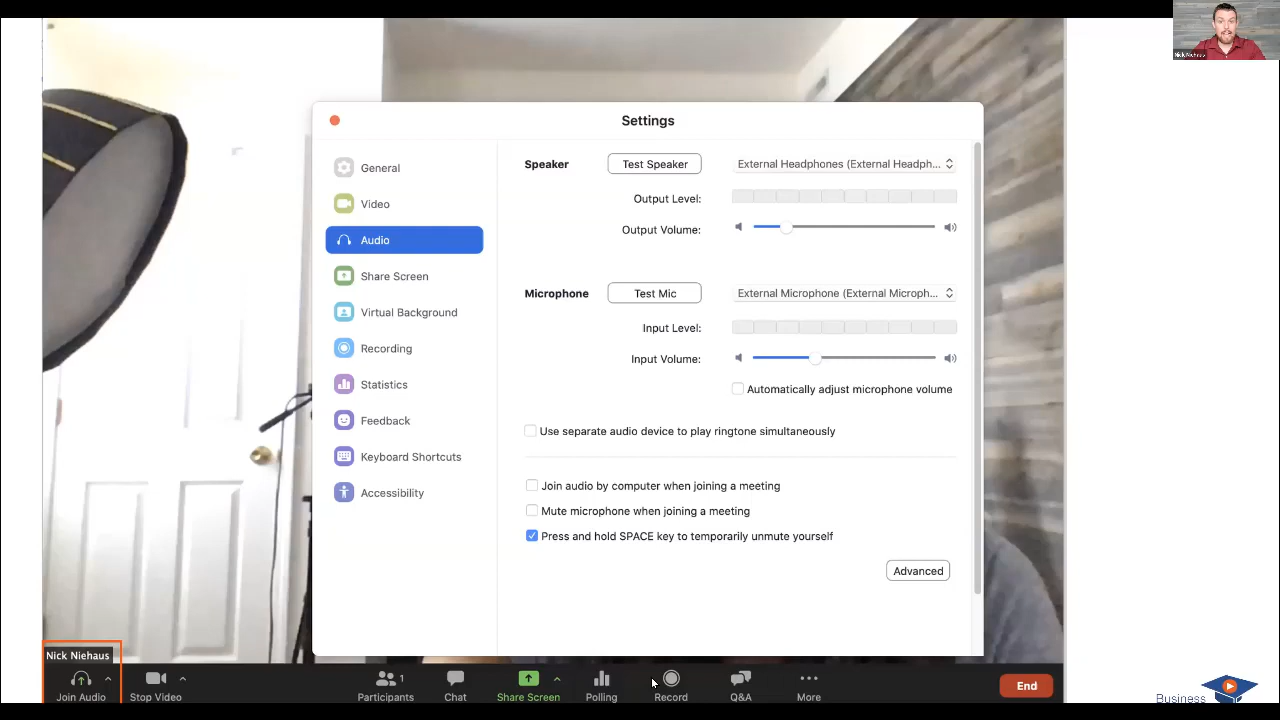 Nick Niehaus
Settings
General
Video
Audio
Share Screen
Virtual Background
Recording
Statistics
Feedback
Keyboard Shortcuts
Accessibility
Speaker
Test Speaker
External Headphones (External Headph...
Output Level:
Output Volume:
Microphone
Test Mic
External Microphone (External Microph...
Input Level:
Input Volume:
Automatically adjust microphone volume
Use separate audio device to play ringtone simultaneously
Join audio by computer when joining a meeting
Mute microphone when joining a meeting
Press and hold SPACE key to temporarily unmute yourself
Advanced
Nick Niehaus
Join Audio
Stop Video
Participants
1
Chat
Share Screen
Polling
Record
Q&A
More
End
Business